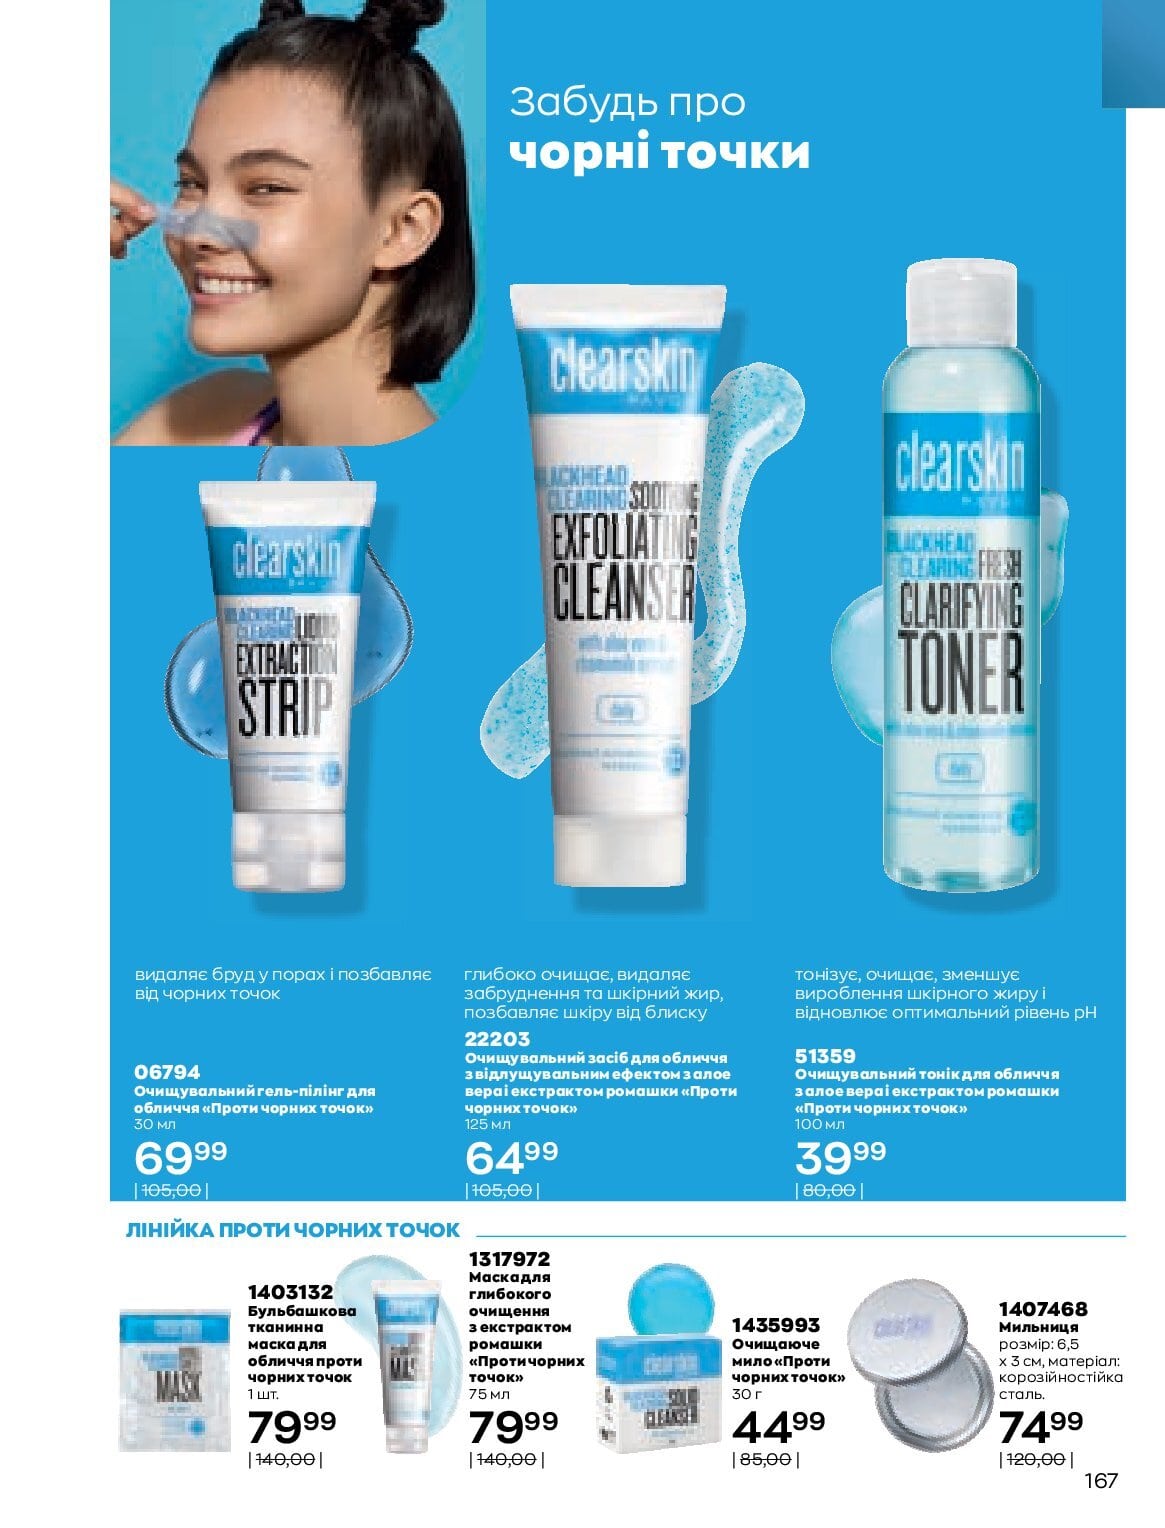 Забудь про
чорні точки
clearskin
BLACKHEAD
CLEARING
LIQUID
EXTRACTION
STRIP
clearskin
BLACKHEAD
CLEARING
SOOTHING
EXFOLIATING
CLEANSER
clearskin
BLACKHEAD
CLEARING
FRESH
CLARIFYING
TONER
видаляє бруд у порах і позбавляє
від чорних точок
06794
Очищувальний гель-пілінг для
обличчя «Проти чорних точок»
30 мл
69⁹⁹
|105,00|
глибоко очищає, видаляє
забруднення та шкірний жир,
позбавляє шкіру від блиску
22203
Очищувальний засіб для обличчя
з відлущувальним ефектом з алое
вера і екстрактом ромашки «Проти
чорних точок»
125 мл
64⁹⁹
|105,00|
тонізує, очищає, зменшує
вироблення шкірного жиру і
відновлює оптимальний рівень pH
51359
Очищувальний тонік для обличчя
з алое вера і екстрактом ромашки
«Проти чорних точок»
100 мл
39⁹⁹
|80,00|
ЛІНІЙКА ПРОТИ ЧОРНИХ ТОЧОК
MASK
1403132
Бульбашкова
тканинна
маска для
обличчя проти
чорних точок
1 шт.
79⁹⁹
|140,00|
1317972
Маска для
глибокого
очищення
з екстрактом
ромашки
«Проти чорних
точок»
75 мл
79⁹⁹
|140,00|
clearskin
SOLID
CLEANSER
1435993
Очищаюче
мило «Проти
чорних точок»
30 г
44⁹⁹
|85,00|
1407468
Мильниця
розмір: 6,5
х 3 см, матеріал:
корозійностійка
сталь.
74⁹⁹
|120,00|
167